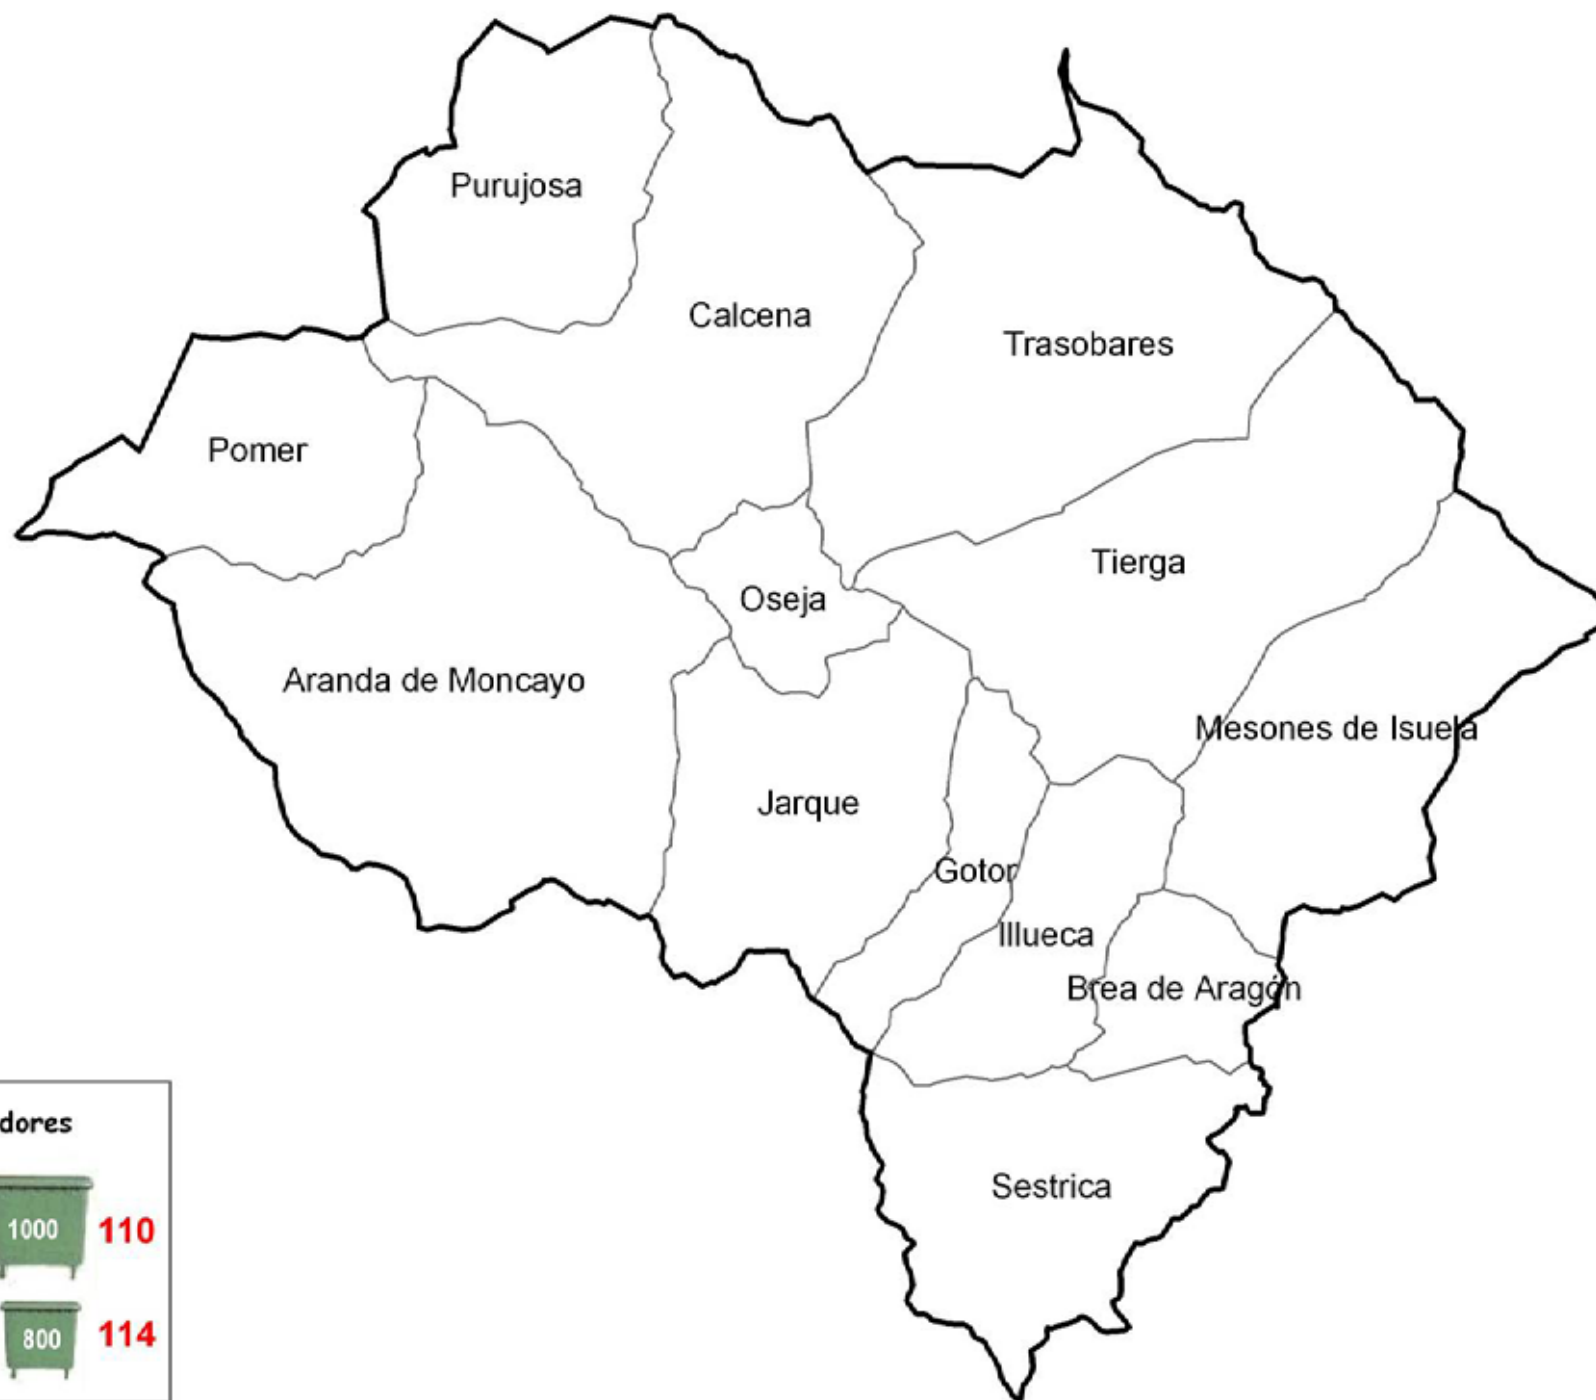 Purujosa
Calcena
Trasobares
Pomer
Tierga
Oseja
Aranda de Moncayo
Mesones de Isuela
Jarque
Gotor
Illueca
Brea de Aragón
Sestrica
dores
1000 110
800 114